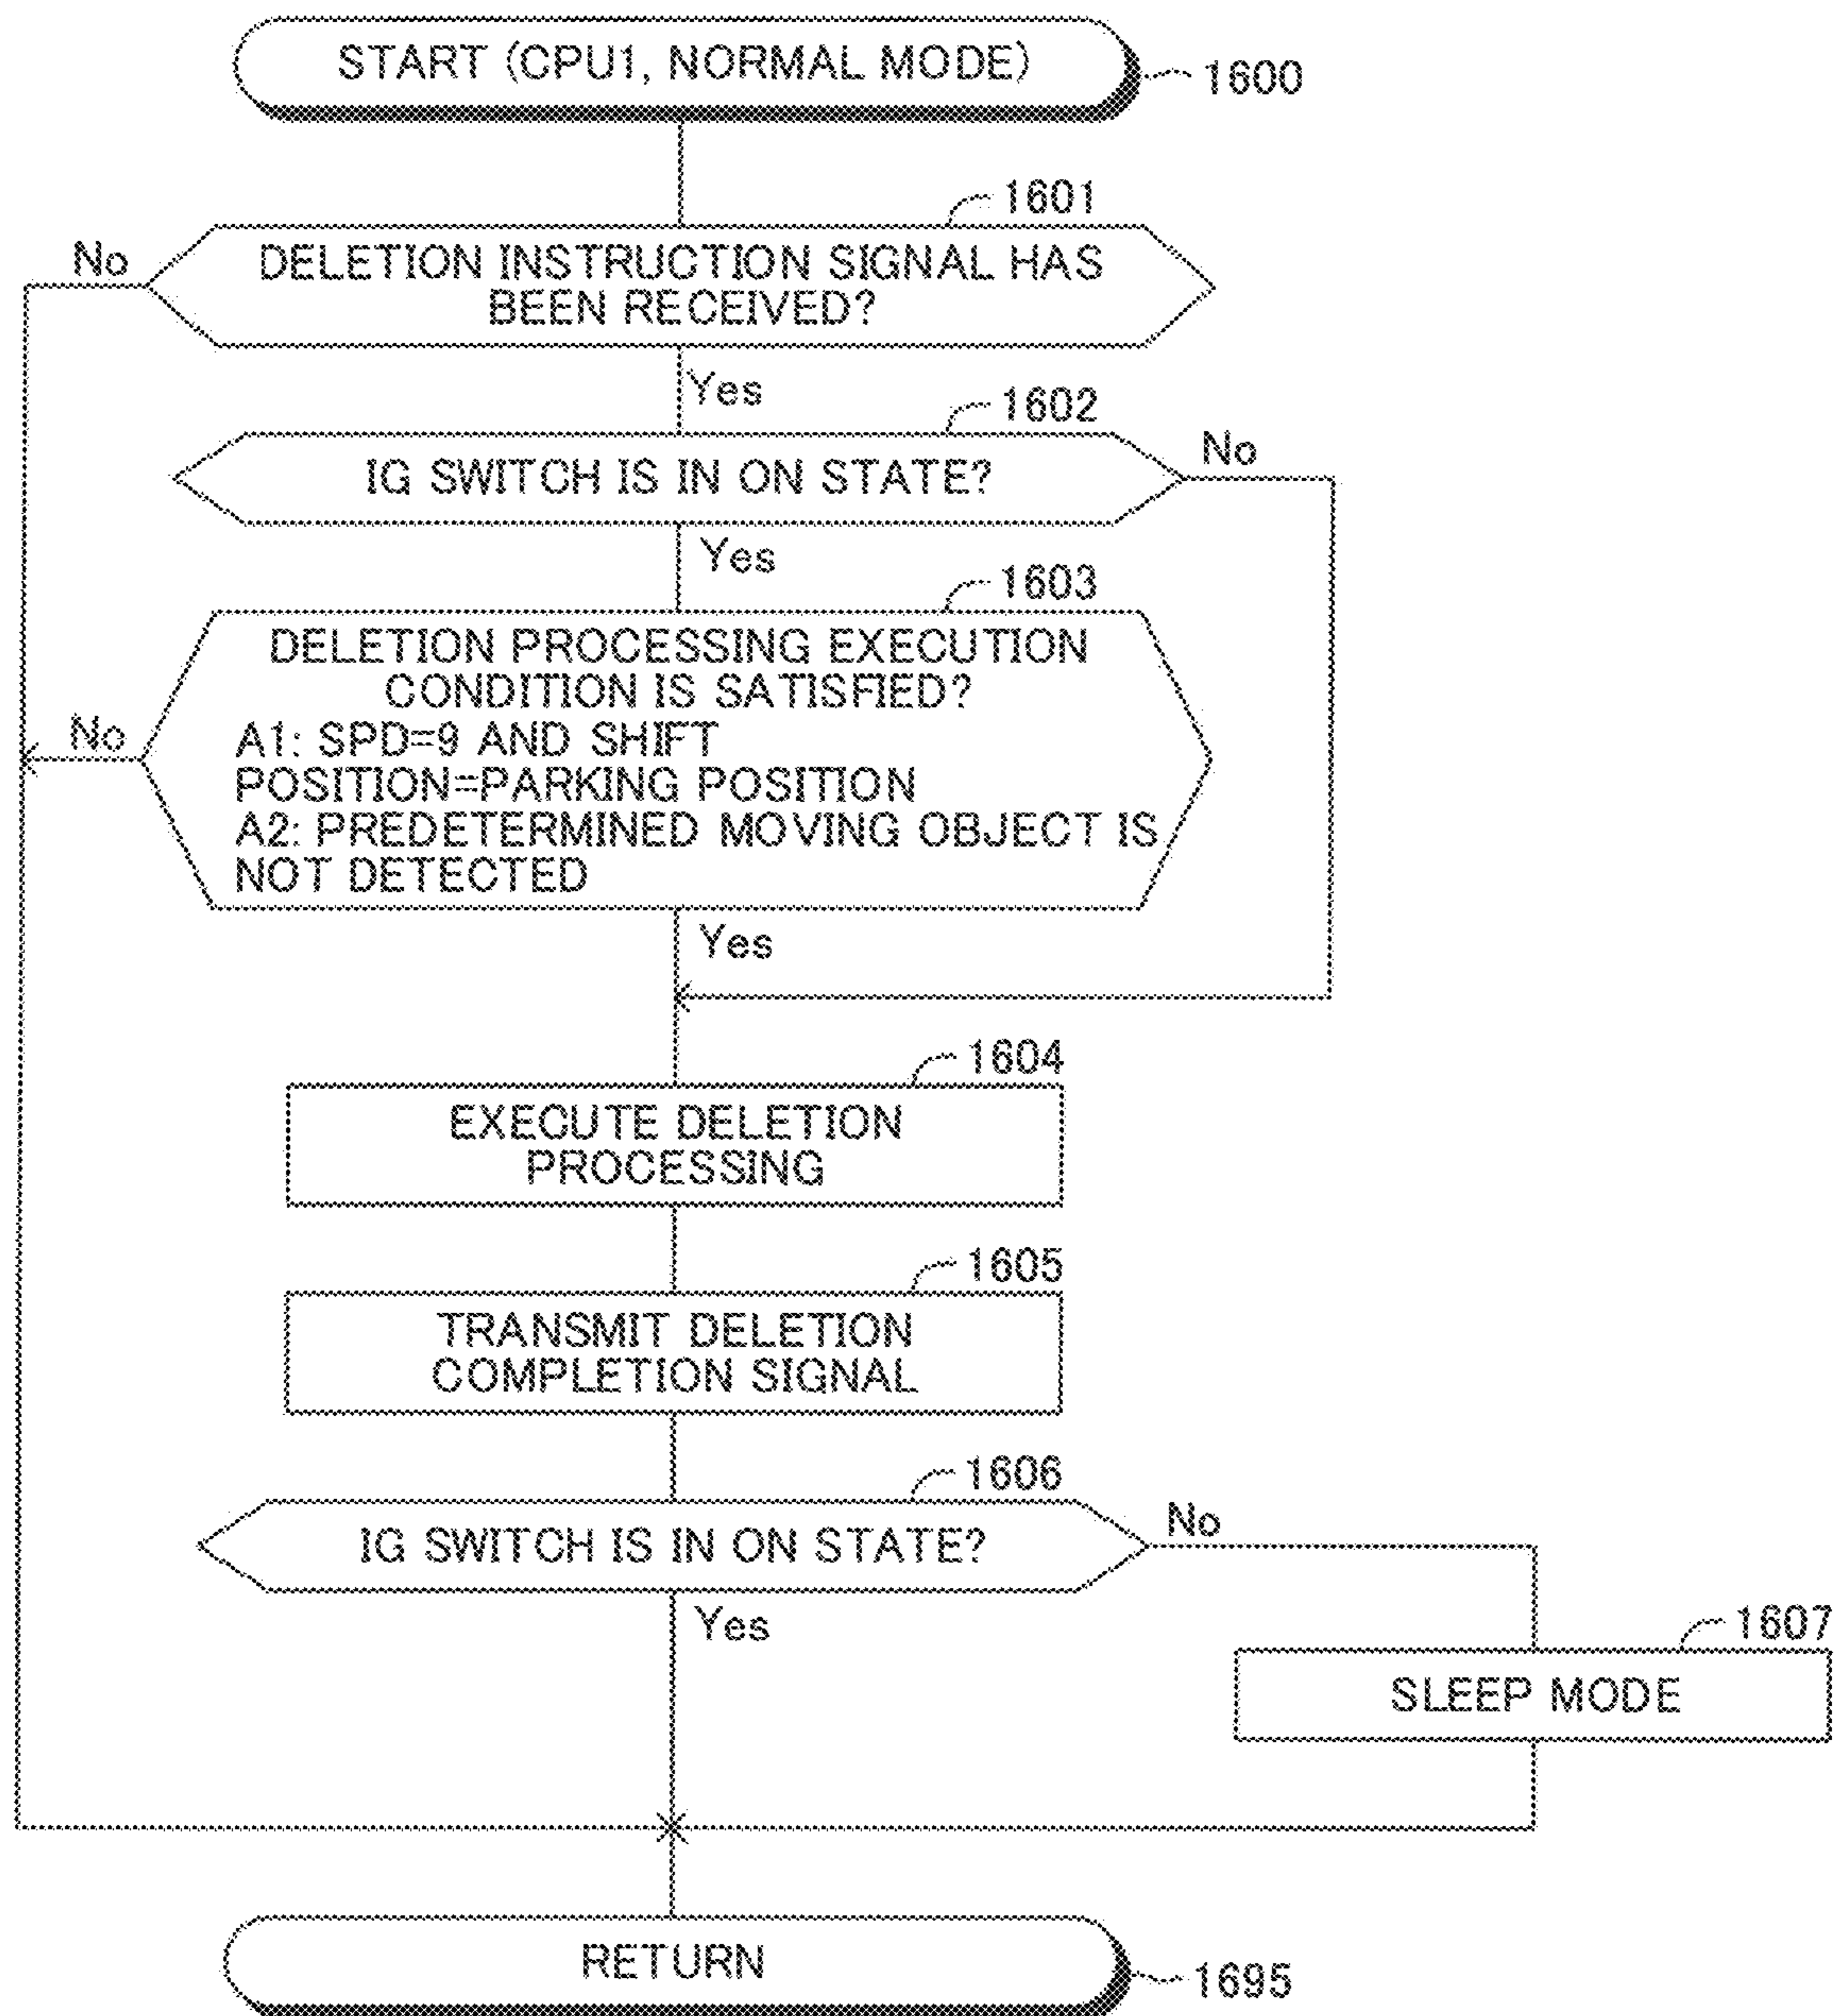 START (CPU1, NORMAL MODE)
1600
1601
No
DELETION INSTRUCTION SIGNAL HAS
BEEN RECEIVED?
Yes
1602
IG SWITCH IS IN ON STATE?
No
Yes
1603
DELETION PROCESSING EXECUTION
CONDITION IS SATISFIED?
No
A1: SPD=9 AND SHIFT
POSITION=PARKING POSITION
A2: PREDETERMINED MOVING OBJECT IS
NOT DETECTED
Yes
1604
EXECUTE DELETION
PROCESSING
1605
TRANSMIT DELETION
COMPLETION SIGNAL
1606
IG SWITCH IS IN ON STATE?
No
Yes
1607
SLEEP MODE
RETURN
1695